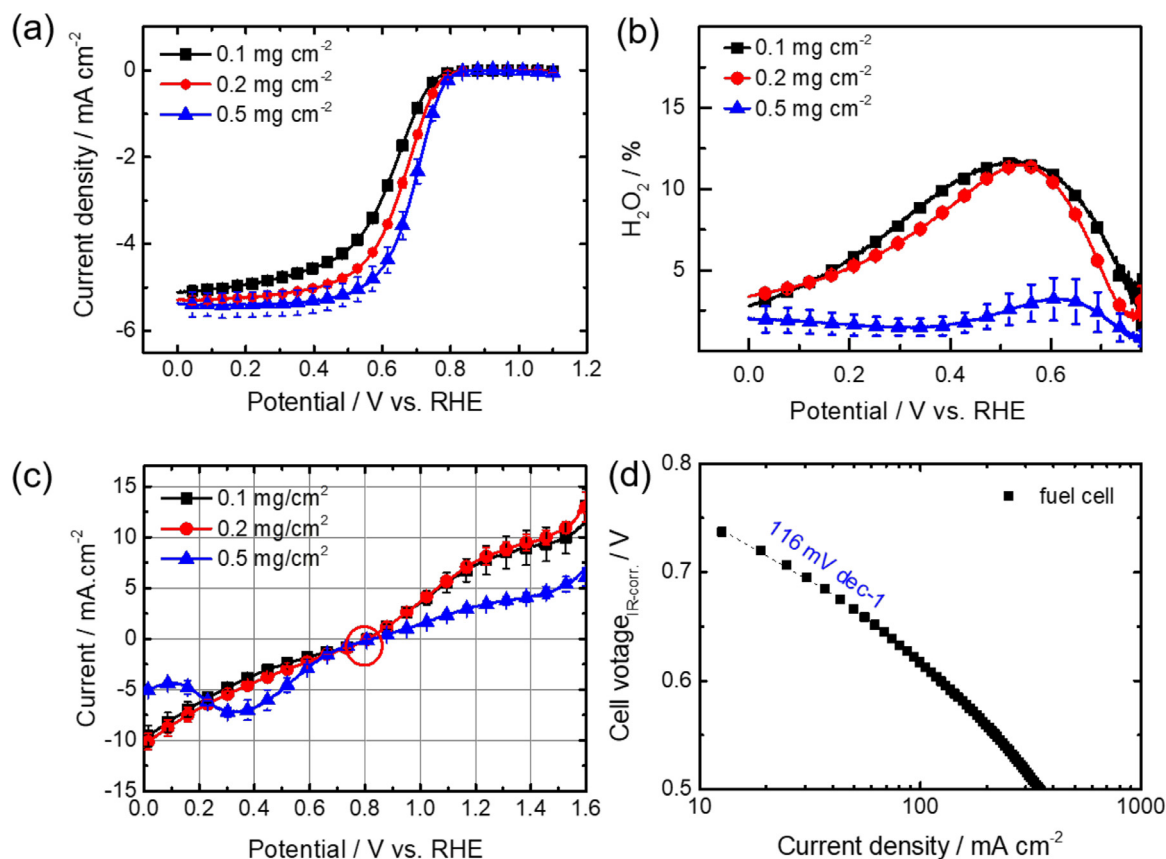 (a)
0.1 mg cm⁻²
0.2 mg cm⁻²
0.5 mg cm⁻²
0
-2
-4
-6
Current density / mA cm⁻²
0.0 0.2 0.4 0.6 0.8 1.0 1.2
Potential / V vs. RHE
(b)
0.1 mg cm⁻²
0.2 mg cm⁻²
0.5 mg cm⁻²
15
10
5
H₂O₂ / %
0.0 0.2 0.4 0.6
Potential / V vs. RHE
(c)
0.1 mg/cm²
0.2 mg/cm²
0.5 mg/cm²
15
10
5
0
-5
-10
-15
Current / mA.cm⁻²
0.0 0.2 0.4 0.6 0.8 1.0 1.2 1.4 1.6
Potential / V vs. RHE
(d)
fuel cell
116 mV dec-1
0.8
0.7
0.6
0.5
Cell votage_IR-corr. / V
10 100 1000
Current density / mA cm⁻²